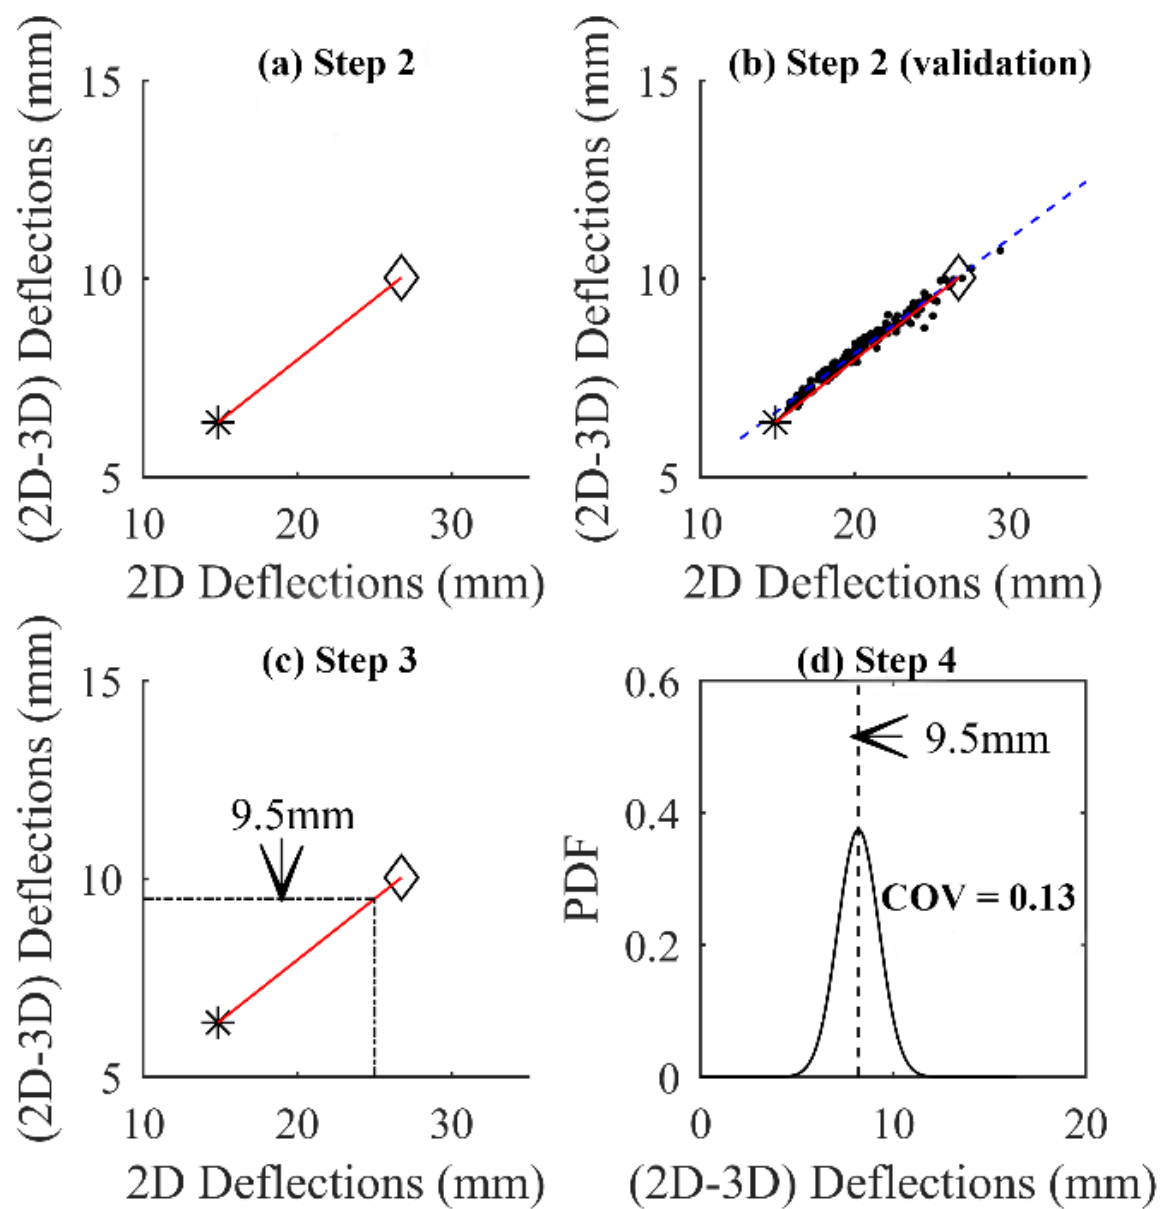 (a) Step 2
(2D-3D) Deflections (mm)
15
10
5
10 20 30
2D Deflections (mm)
(b) Step 2 (validation)
(2D-3D) Deflections (mm)
15
10
5
10 20 30
2D Deflections (mm)
(c) Step 3
(2D-3D) Deflections (mm)
15
10
5
9.5mm
10 20 30
2D Deflections (mm)
(d) Step 4
PDF
0.6
0.4
0.2
0
9.5mm
COV = 0.13
0 10 20
(2D-3D) Deflections (mm)